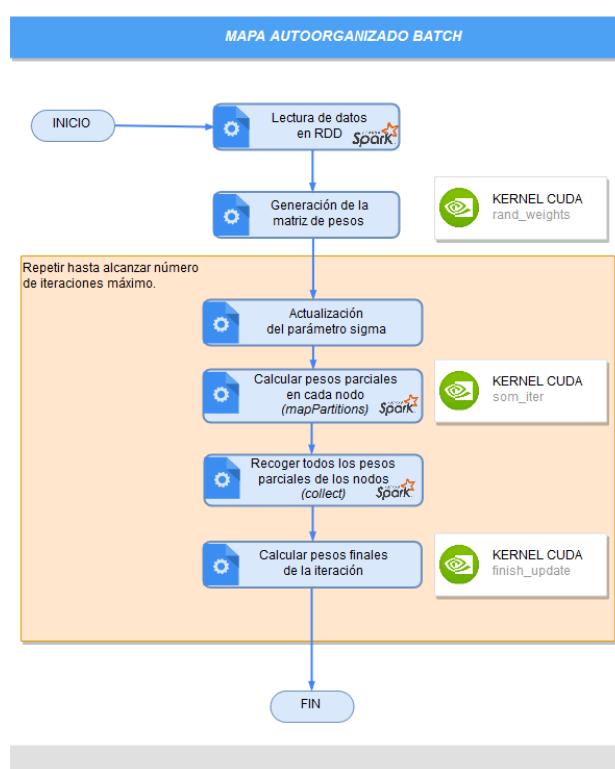 MAPA AUTOORGANIZADO BATCH
INICIO
Lectura de datos
en RDD
Spark
Generación de la
matriz de pesos
KERNEL CUDA
rand_weights
Repetir hasta alcanzar número
de iteraciones máximo.
Actualización
del parámetro sigma
Calcular pesos parciales
en cada nodo
(mapPartitions)
Spark
KERNEL CUDA
som_iter
Recoger todos los pesos
parciales de los nodos
(collect)
Spark
Calcular pesos finales
de la iteración
KERNEL CUDA
finish_update
FIN